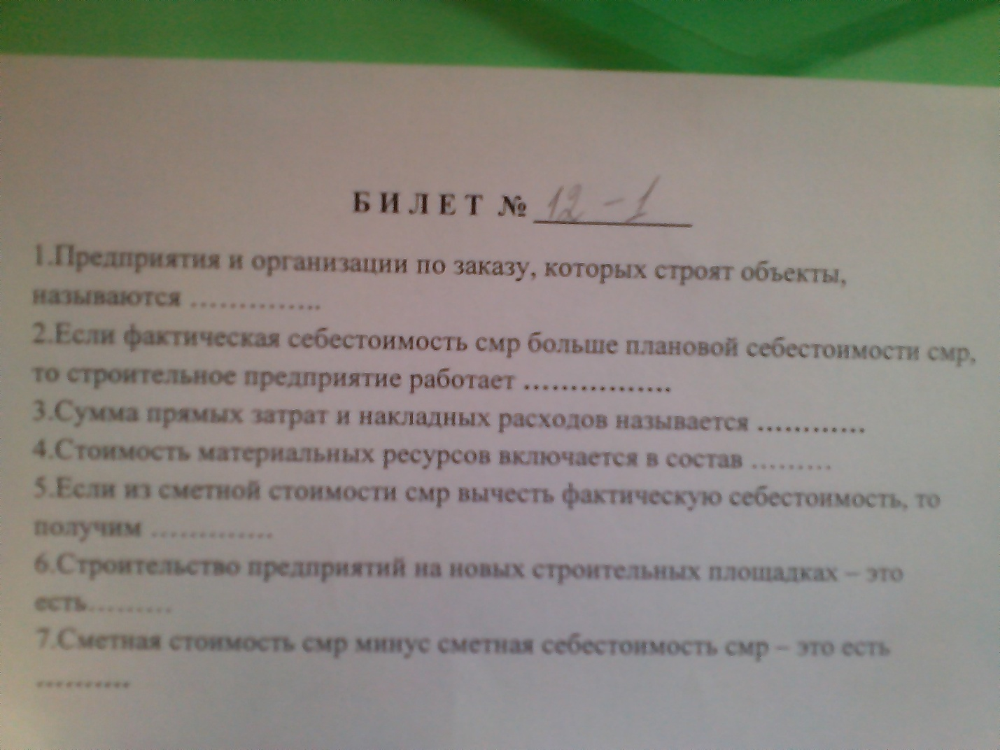 БИЛЕТ № 12-1
1.Предприятия и организации по заказу, которых строят объекты,
называются …………..
2.Если фактическая себестоимость смр больше плановой себестоимости смр,
то строительное предприятие работает …………….
3.Сумма прямых затрат и накладных расходов называется …………
4.Стоимость материальных ресурсов включается в состав ………
5.Если из сметной стоимости смр вычесть фактическую себестоимость, то
получим ………….
6.Строительство предприятий на новых строительных площадках – это
есть………
7.Сметная стоимость смр минус сметная себестоимость смр – это есть
……….